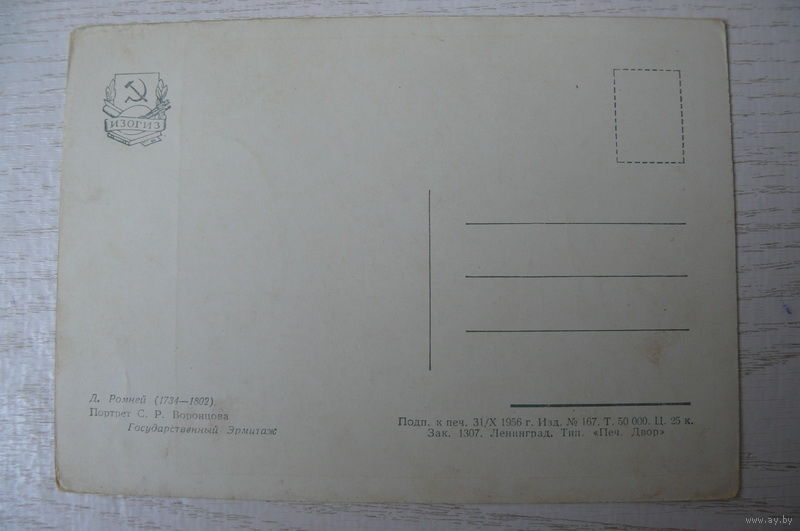 ИЗОГИЗ
Д. Ромней (1734—1802).
Портрет С. Р. Воронцова
Государственный Эрмитаж
Подп. к печ. 31/X 1956 г. Изд. № 167. Т. 50 000. Ц. 25 к.
Зак. 1307. Ленинград. Тип. «Печ. Двор»
www.ay.by